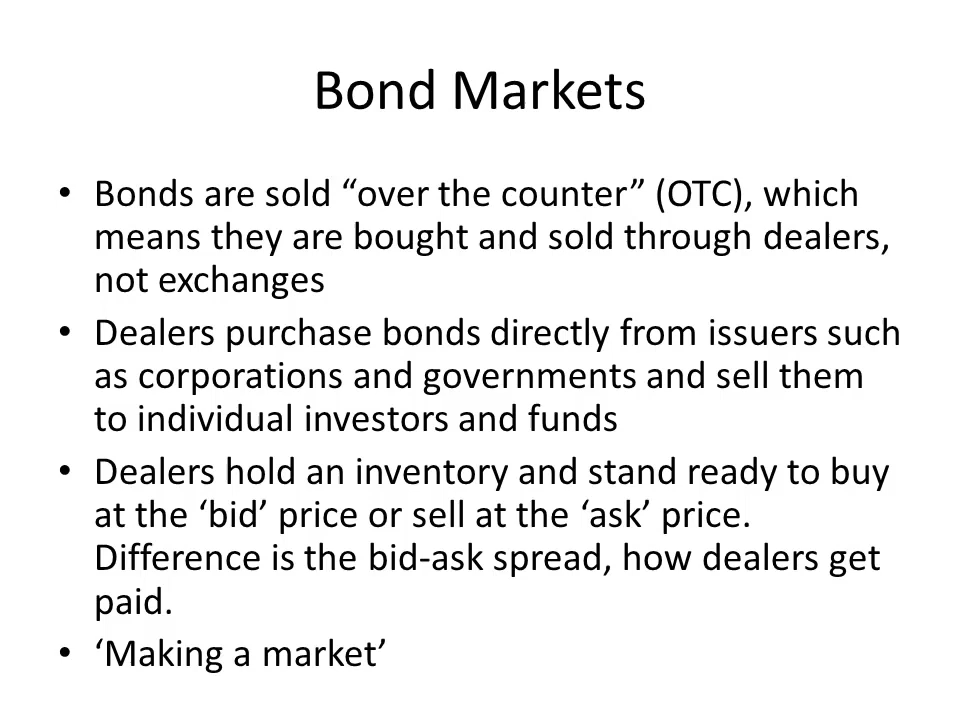 Bond Markets
• Bonds are sold “over the counter” (OTC), which
means they are bought and sold through dealers,
not exchanges
• Dealers purchase bonds directly from issuers such
as corporations and governments and sell them
to individual investors and funds
• Dealers hold an inventory and stand ready to buy
at the ‘bid’ price or sell at the ‘ask’ price.
Difference is the bid-ask spread, how dealers get
paid.
• ‘Making a market’